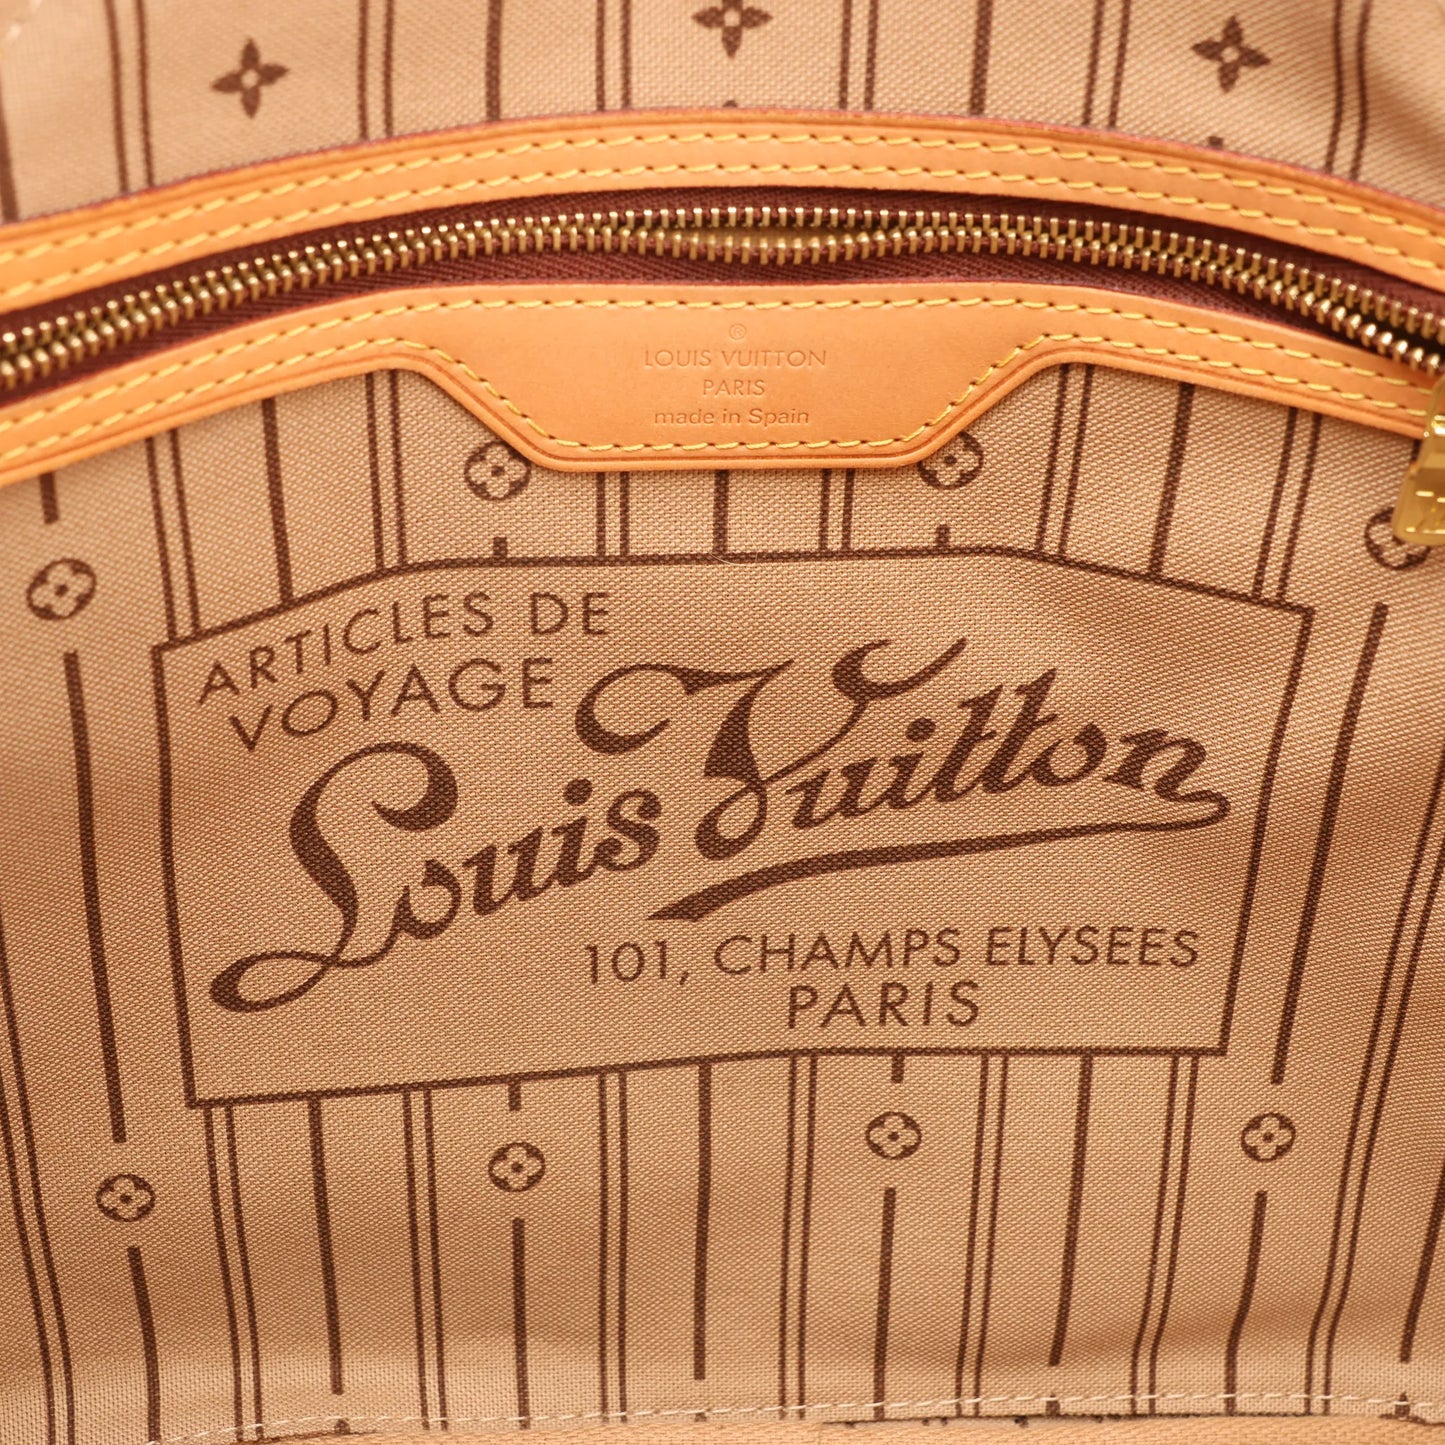 ®
LOUIS VUITTON
PARIS
made in Spain
ARTICLES DE
VOYAGE
Louis Vuitton
101, CHAMPS ELYSEES
PARIS